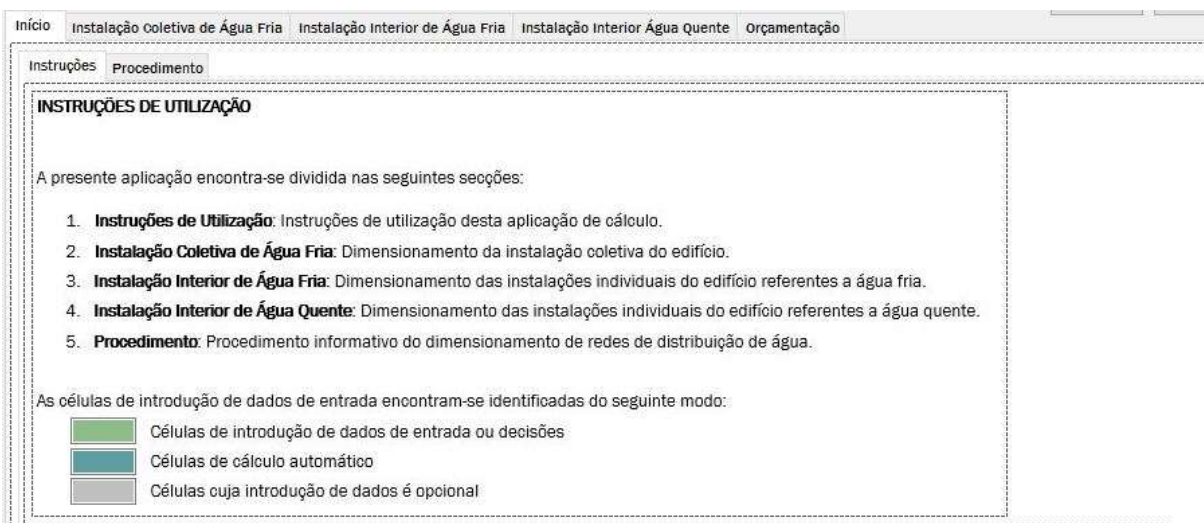 Início Instalação Coletiva de Água Fria Instalação Interior de Água Fria Instalação Interior Água Quente Orçamentação
Instruções Procedimento
INSTRUÇÕES DE UTILIZAÇÃO
A presente aplicação encontra-se dividida nas seguintes secções:
1. Instruções de Utilização: Instruções de utilização desta aplicação de cálculo.
2. Instalação Coletiva de Água Fria: Dimensionamento da instalação coletiva do edifício.
3. Instalação Interior de Água Fria: Dimensionamento das instalações individuais do edifício referentes a água fria.
4. Instalação Interior de Água Quente: Dimensionamento das instalações individuais do edifício referentes a água quente.
5. Procedimento: Procedimento informativo do dimensionamento de redes de distribuição de água.
As células de introdução de dados de entrada encontram-se identificadas do seguinte modo:
Células de introdução de dados de entrada ou decisões
Células de cálculo automático
Células cuja introdução de dados é opcional